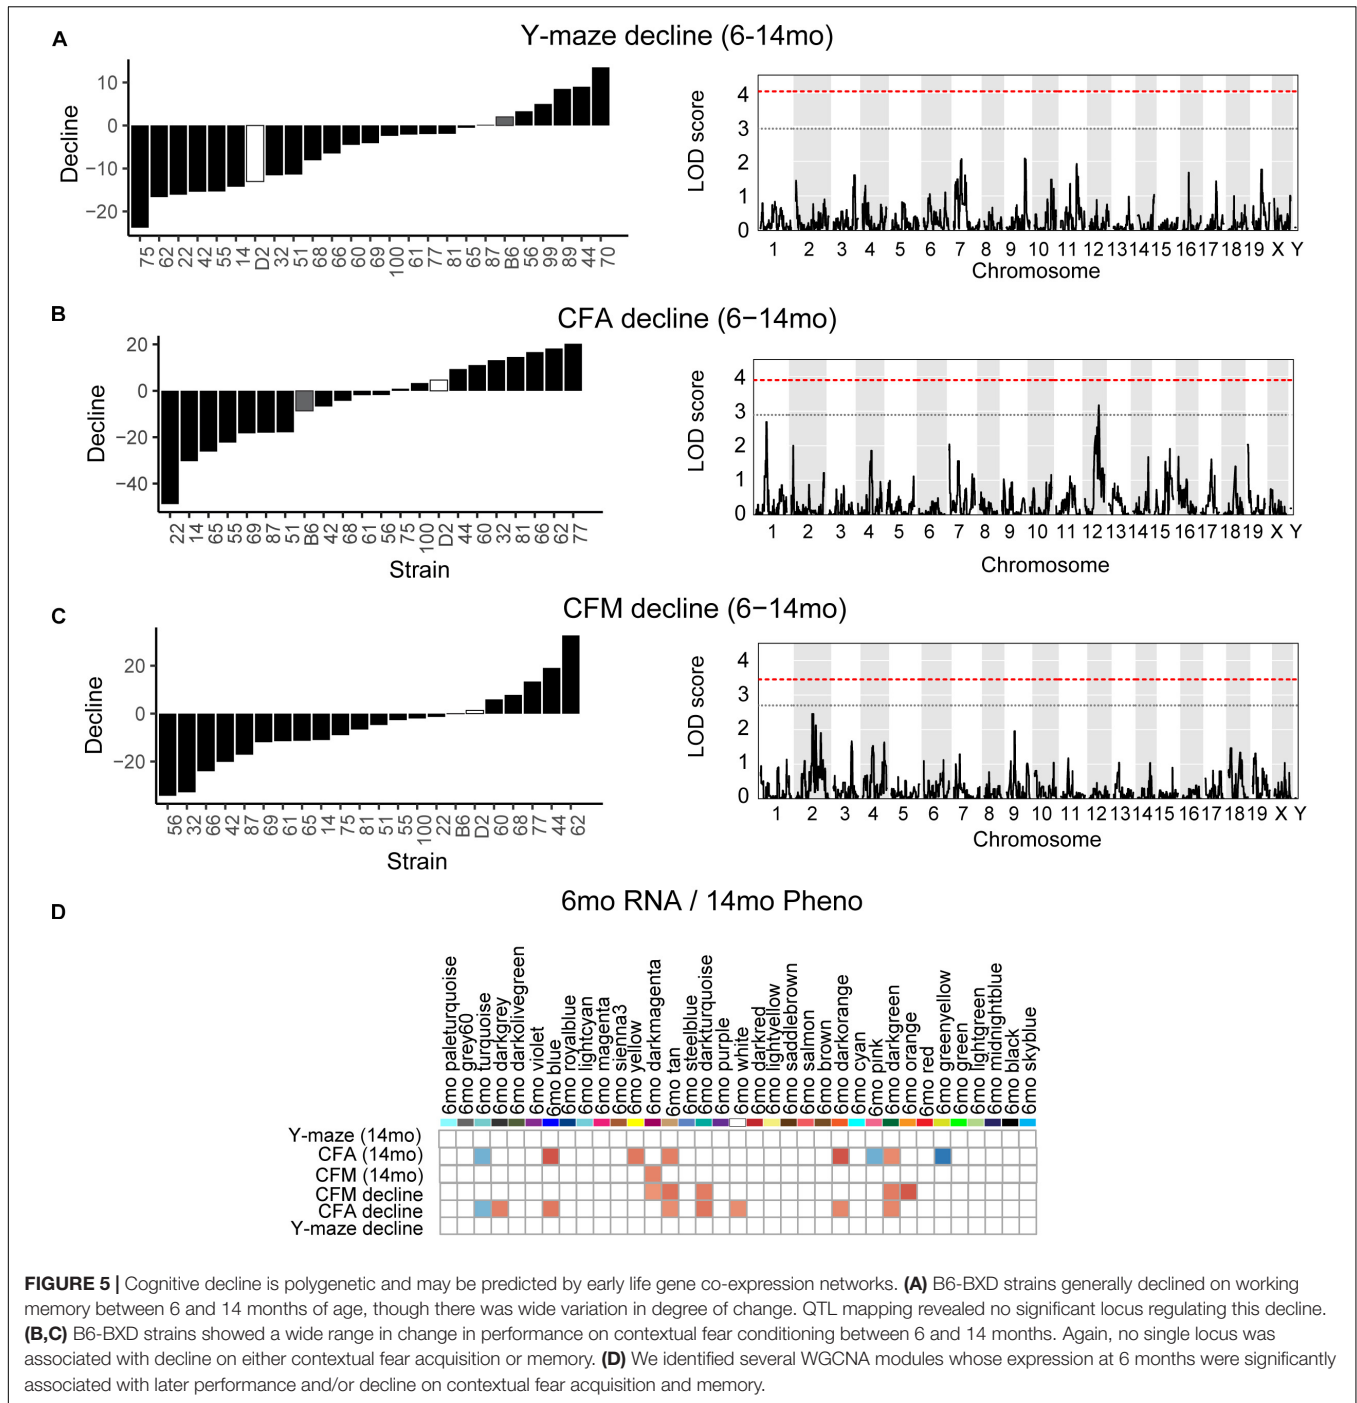 A
Y-maze decline (6-14mo)
Decline
10
0
−10
−20
75 62 22 42 55 14 D2 32 51 68 66 60 69 100 61 77 81 65 87 B6 56 99 89 44 70
LOD score
4
3
2
1
0
1 2 3 4 5 6 7 8 9 10 11 12 13 14 15 16 17 18 19 X Y
Chromosome
B
CFA decline (6−14mo)
Decline
20
0
−20
−40
22 14 65 55 69 87 51 B6 42 68 61 56 75 100 D2 44 60 32 81 66 62 77
Strain
LOD score
4
3
2
1
0
1 2 3 4 5 6 7 8 9 10 11 12 13 14 15 16 17 18 19 X Y
Chromosome
C
CFM decline (6−14mo)
Decline
20
0
−20
56 32 66 42 87 69 61 65 14 75 81 51 55 100 22 B6 D2 60 68 77 44 62
Strain
LOD score
4
3
2
1
0
1 2 3 4 5 6 7 8 9 10 11 12 13 14 15 16 17 18 19 X Y
Chromosome
D
6mo RNA / 14mo Pheno
6mo paleturquoise
6mo grey60
6mo turquoise
6mo darkgrey
6mo darkolivegreen
6mo violet
6mo blue
6mo royalblue
6mo lightcyan
6mo magenta
6mo sienna3
6mo yellow
6mo darkmagenta
6mo tan
6mo steelblue
6mo darkturquoise
6mo purple
6mo white
6mo darkred
6mo lightyellow
6mo saddlebrown
6mo salmon
6mo brown
6mo darkorange
6mo cyan
6mo pink
6mo darkgreen
6mo orange
6mo red
6mo greenyellow
6mo green
6mo lightgreen
6mo midnightblue
6mo black
6mo skyblue
Y-maze (14mo)
CFA (14mo)
CFM (14mo)
CFM decline
CFA decline
Y-maze decline
FIGURE 5 | Cognitive decline is polygenetic and may be predicted by early life gene co-expression networks. (A) B6-BXD strains generally declined on working
memory between 6 and 14 months of age, though there was wide variation in degree of change. QTL mapping revealed no significant locus regulating this decline.
(B,C) B6-BXD strains showed a wide range in change in performance on contextual fear conditioning between 6 and 14 months. Again, no single locus was
associated with decline on either contextual fear acquisition or memory. (D) We identified several WGCNA modules whose expression at 6 months were significantly
associated with later performance and/or decline on contextual fear acquisition and memory.